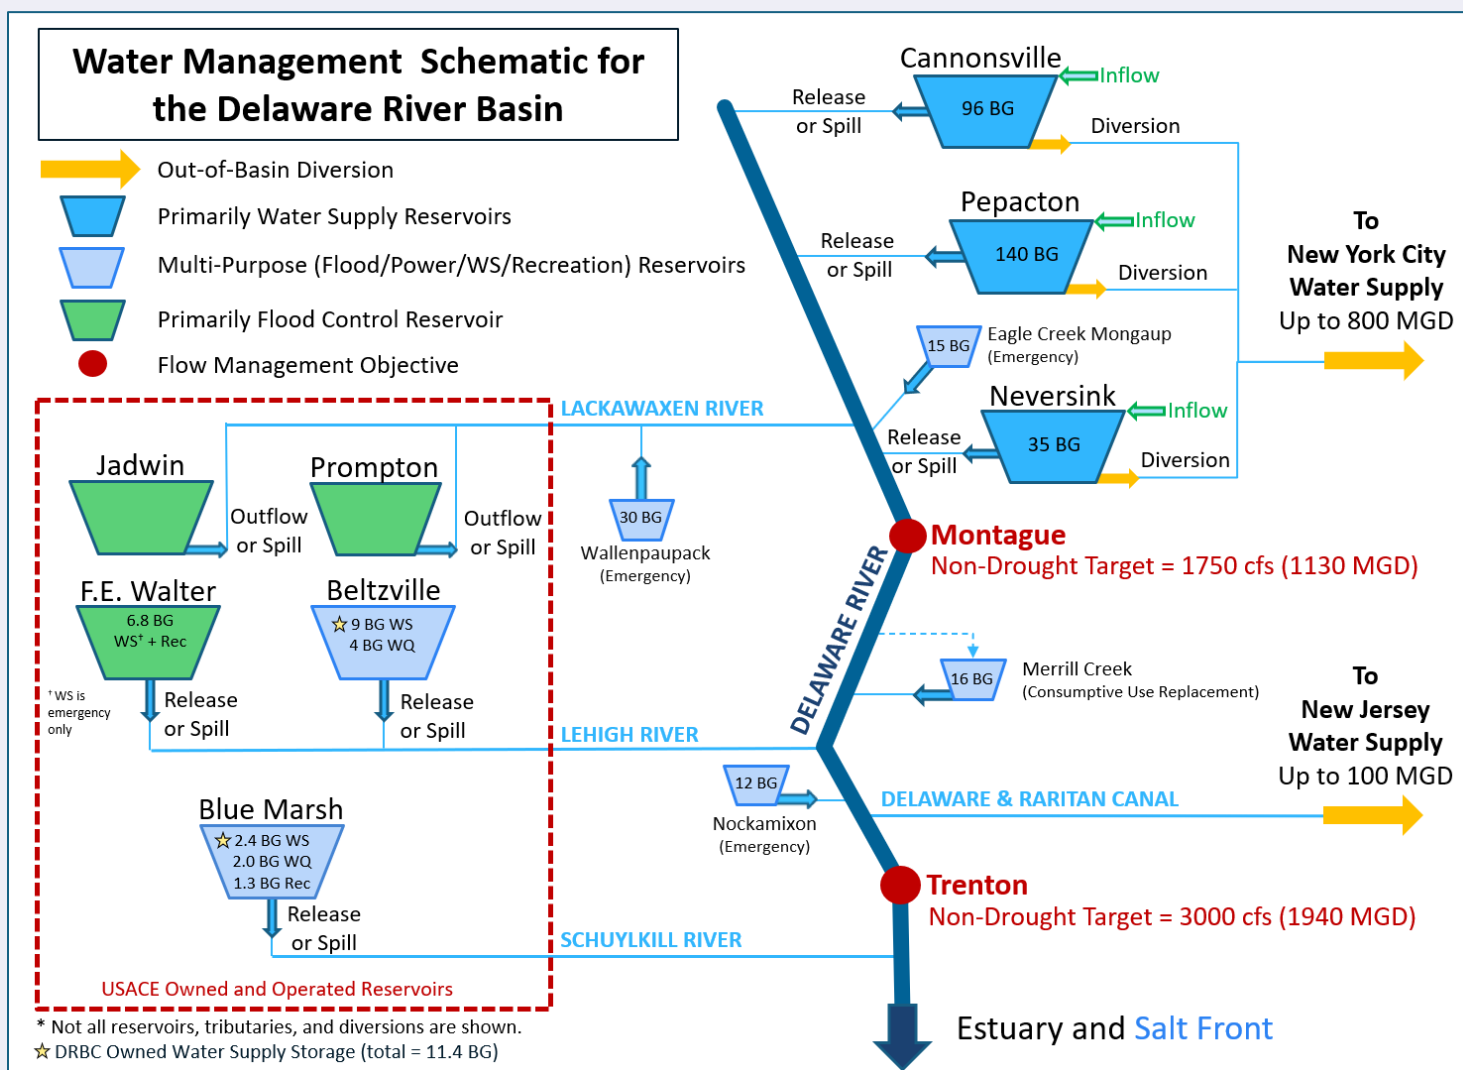 Water Management Schematic for
the Delaware River Basin
Out-of-Basin Diversion
Primarily Water Supply Reservoirs
Multi-Purpose (Flood/Power/WS/Recreation) Reservoirs
Primarily Flood Control Reservoir
Flow Management Objective
Cannonsville
96 BG
Inflow
Release
or Spill
Diversion
Pepacton
140 BG
Inflow
Release
or Spill
Diversion
To
New York City
Water Supply
Up to 800 MGD
15 BG
Eagle Creek Mongaup
(Emergency)
Neversink
35 BG
Inflow
Release
or Spill
Diversion
LACKAWAXEN RIVER
Jadwin
Outflow
or Spill
Prompton
Outflow
or Spill
30 BG
Wallenpaupack
(Emergency)
Montague
Non-Drought Target = 1750 cfs (1130 MGD)
DELAWARE RIVER
F.E. Walter
6.8 BG
WS† + Rec
† WS is
emergency
only
Release
or Spill
Beltzville
9 BG WS
4 BG WQ
Release
or Spill
16 BG
Merrill Creek
(Consumptive Use Replacement)
LEHIGH RIVER
To
New Jersey
Water Supply
Up to 100 MGD
12 BG
Nockamixon
(Emergency)
DELAWARE & RARITAN CANAL
Blue Marsh
2.4 BG WS
2.0 BG WQ
1.3 BG Rec
Release
or Spill
Trenton
Non-Drought Target = 3000 cfs (1940 MGD)
SCHUYLKILL RIVER
USACE Owned and Operated Reservoirs
Estuary and Salt Front
* Not all reservoirs, tributaries, and diversions are shown.
DRBC Owned Water Supply Storage (total = 11.4 BG)